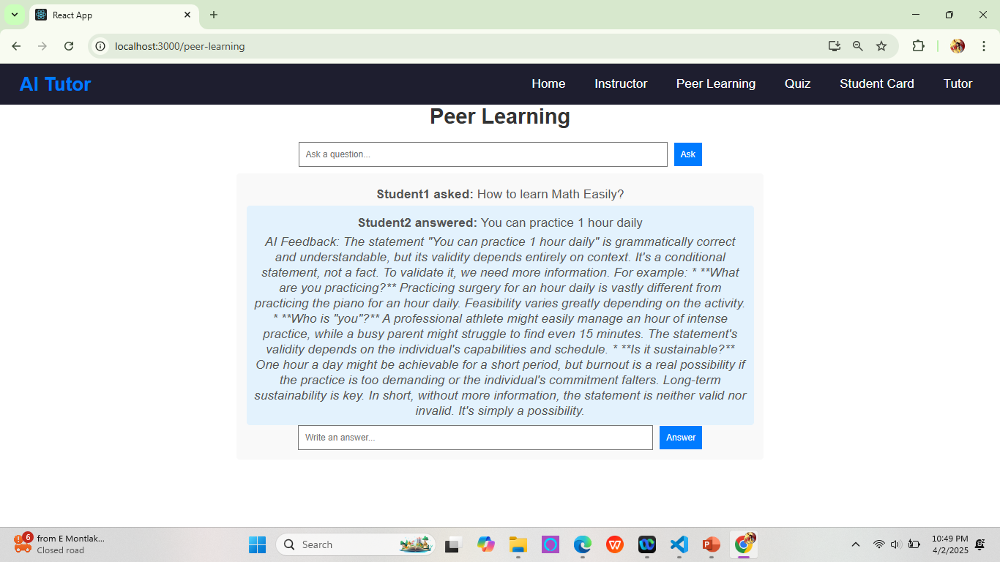 React App
localhost:3000/peer-learning
AI Tutor
Home
Instructor
Peer Learning
Quiz
Student Card
Tutor
Peer Learning
Ask a question...
Ask
Student1 asked: How to learn Math Easily?
Student2 answered: You can practice 1 hour daily
AI Feedback: The statement "You can practice 1 hour daily" is grammatically correct
and understandable, but its validity depends entirely on context. It's a conditional
statement, not a fact. To validate it, we need more information. For example: * **What
are you practicing?** Practicing surgery for an hour daily is vastly different from
practicing the piano for an hour daily. Feasibility varies greatly depending on the activity.
* **Who is "you"?** A professional athlete might easily manage an hour of intense
practice, while a busy parent might struggle to find even 15 minutes. The statement's
validity depends on the individual's capabilities and schedule. * **Is it sustainable?**
One hour a day might be achievable for a short period, but burnout is a real possibility if
the practice is too demanding or the individual's commitment falters. Long-term
sustainability is key. In short, without more information, the statement is neither valid nor
invalid. It's simply a possibility.
Write an answer...
Answer
6
from E Montlak...
Closed road
Search
10:49 PM
4/2/2025